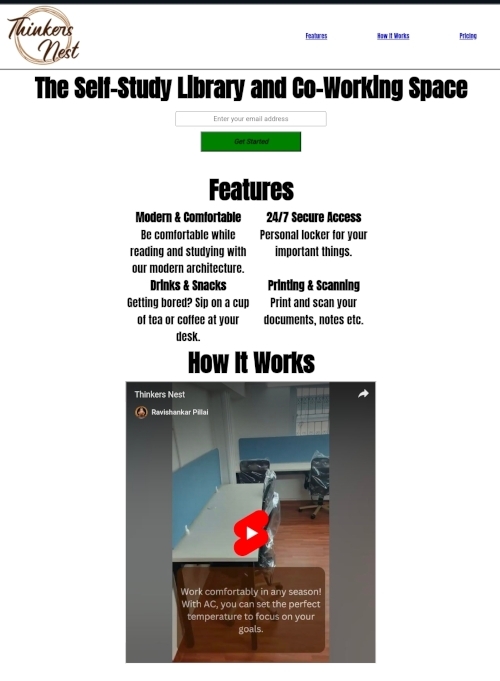 Thinkers
Nest
Features
How It Works
Pricing
The Self-Study Library and Co-Working Space
Enter your email address
Get Started
Features
Modern & Comfortable
Be comfortable while
reading and studying with
our modern architecture.
24/7 Secure Access
Personal locker for your
important things.
Drinks & Snacks
Getting bored? Sip on a cup
of tea or coffee at your
desk.
Printing & Scanning
Print and scan your
documents, notes etc.
How It Works
Thinkers Nest
Ravishankar Pillai
Work comfortably in any season!
With AC, you can set the perfect
temperature to focus on your
goals.